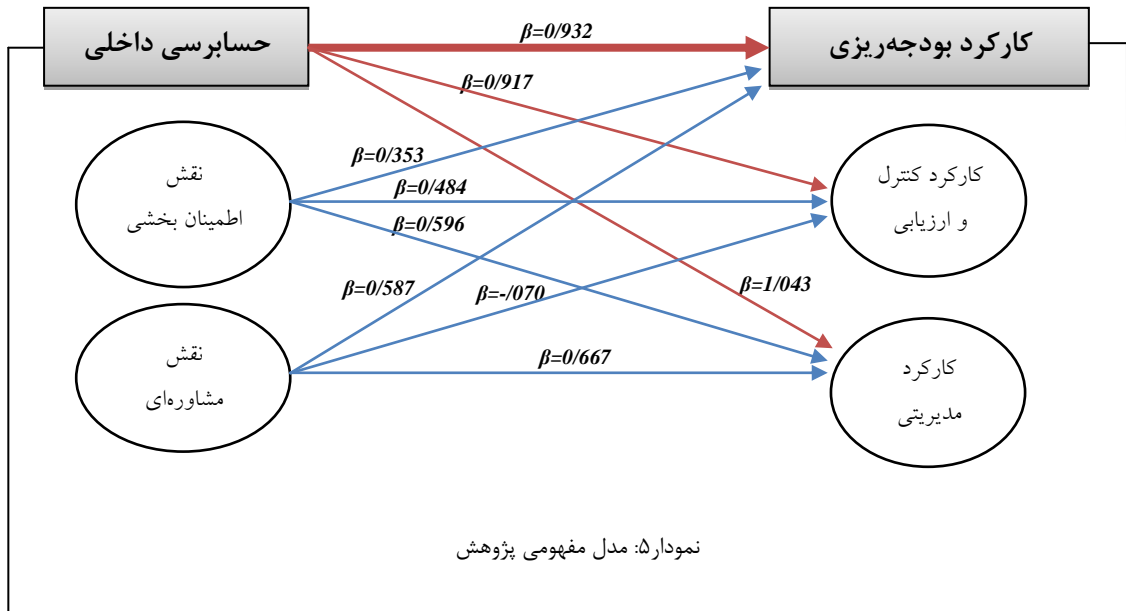 حسابرسی داخلی
β=0/932
کارکرد بودجه‌ریزی
β=0/917
نقش
اطمینان بخشی
β=0/353
β=0/484
β=0/596
کارکرد کنترل
و ارزیابی
β=0/587
β=-/070
β=1/043
نقش
مشاوره‌ای
β=0/667
کارکرد
مدیریتی
نمودار۵: مدل مفهومی پژوهش